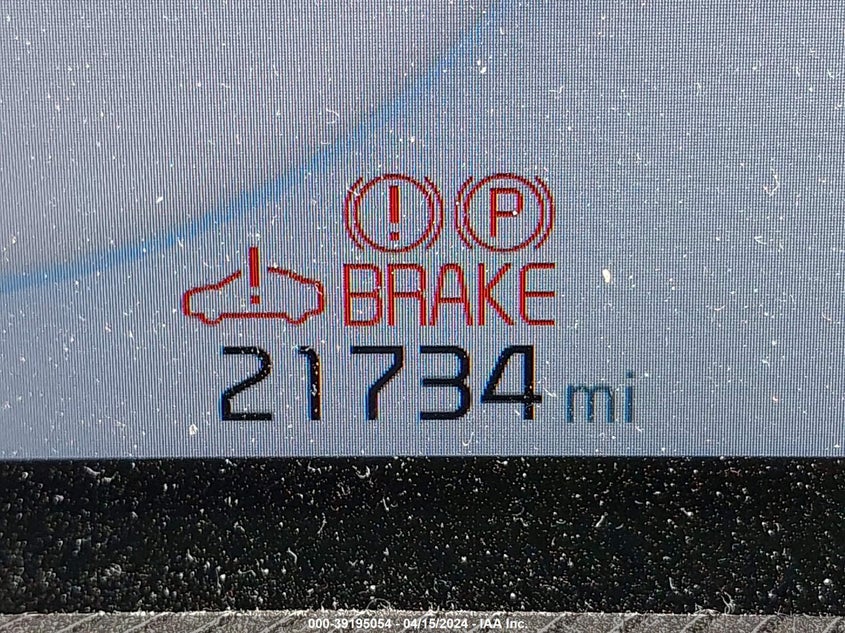 ! P
! BRAKE
21734 mi
000-39195054 - 04/15/2024 - IAA Inc.